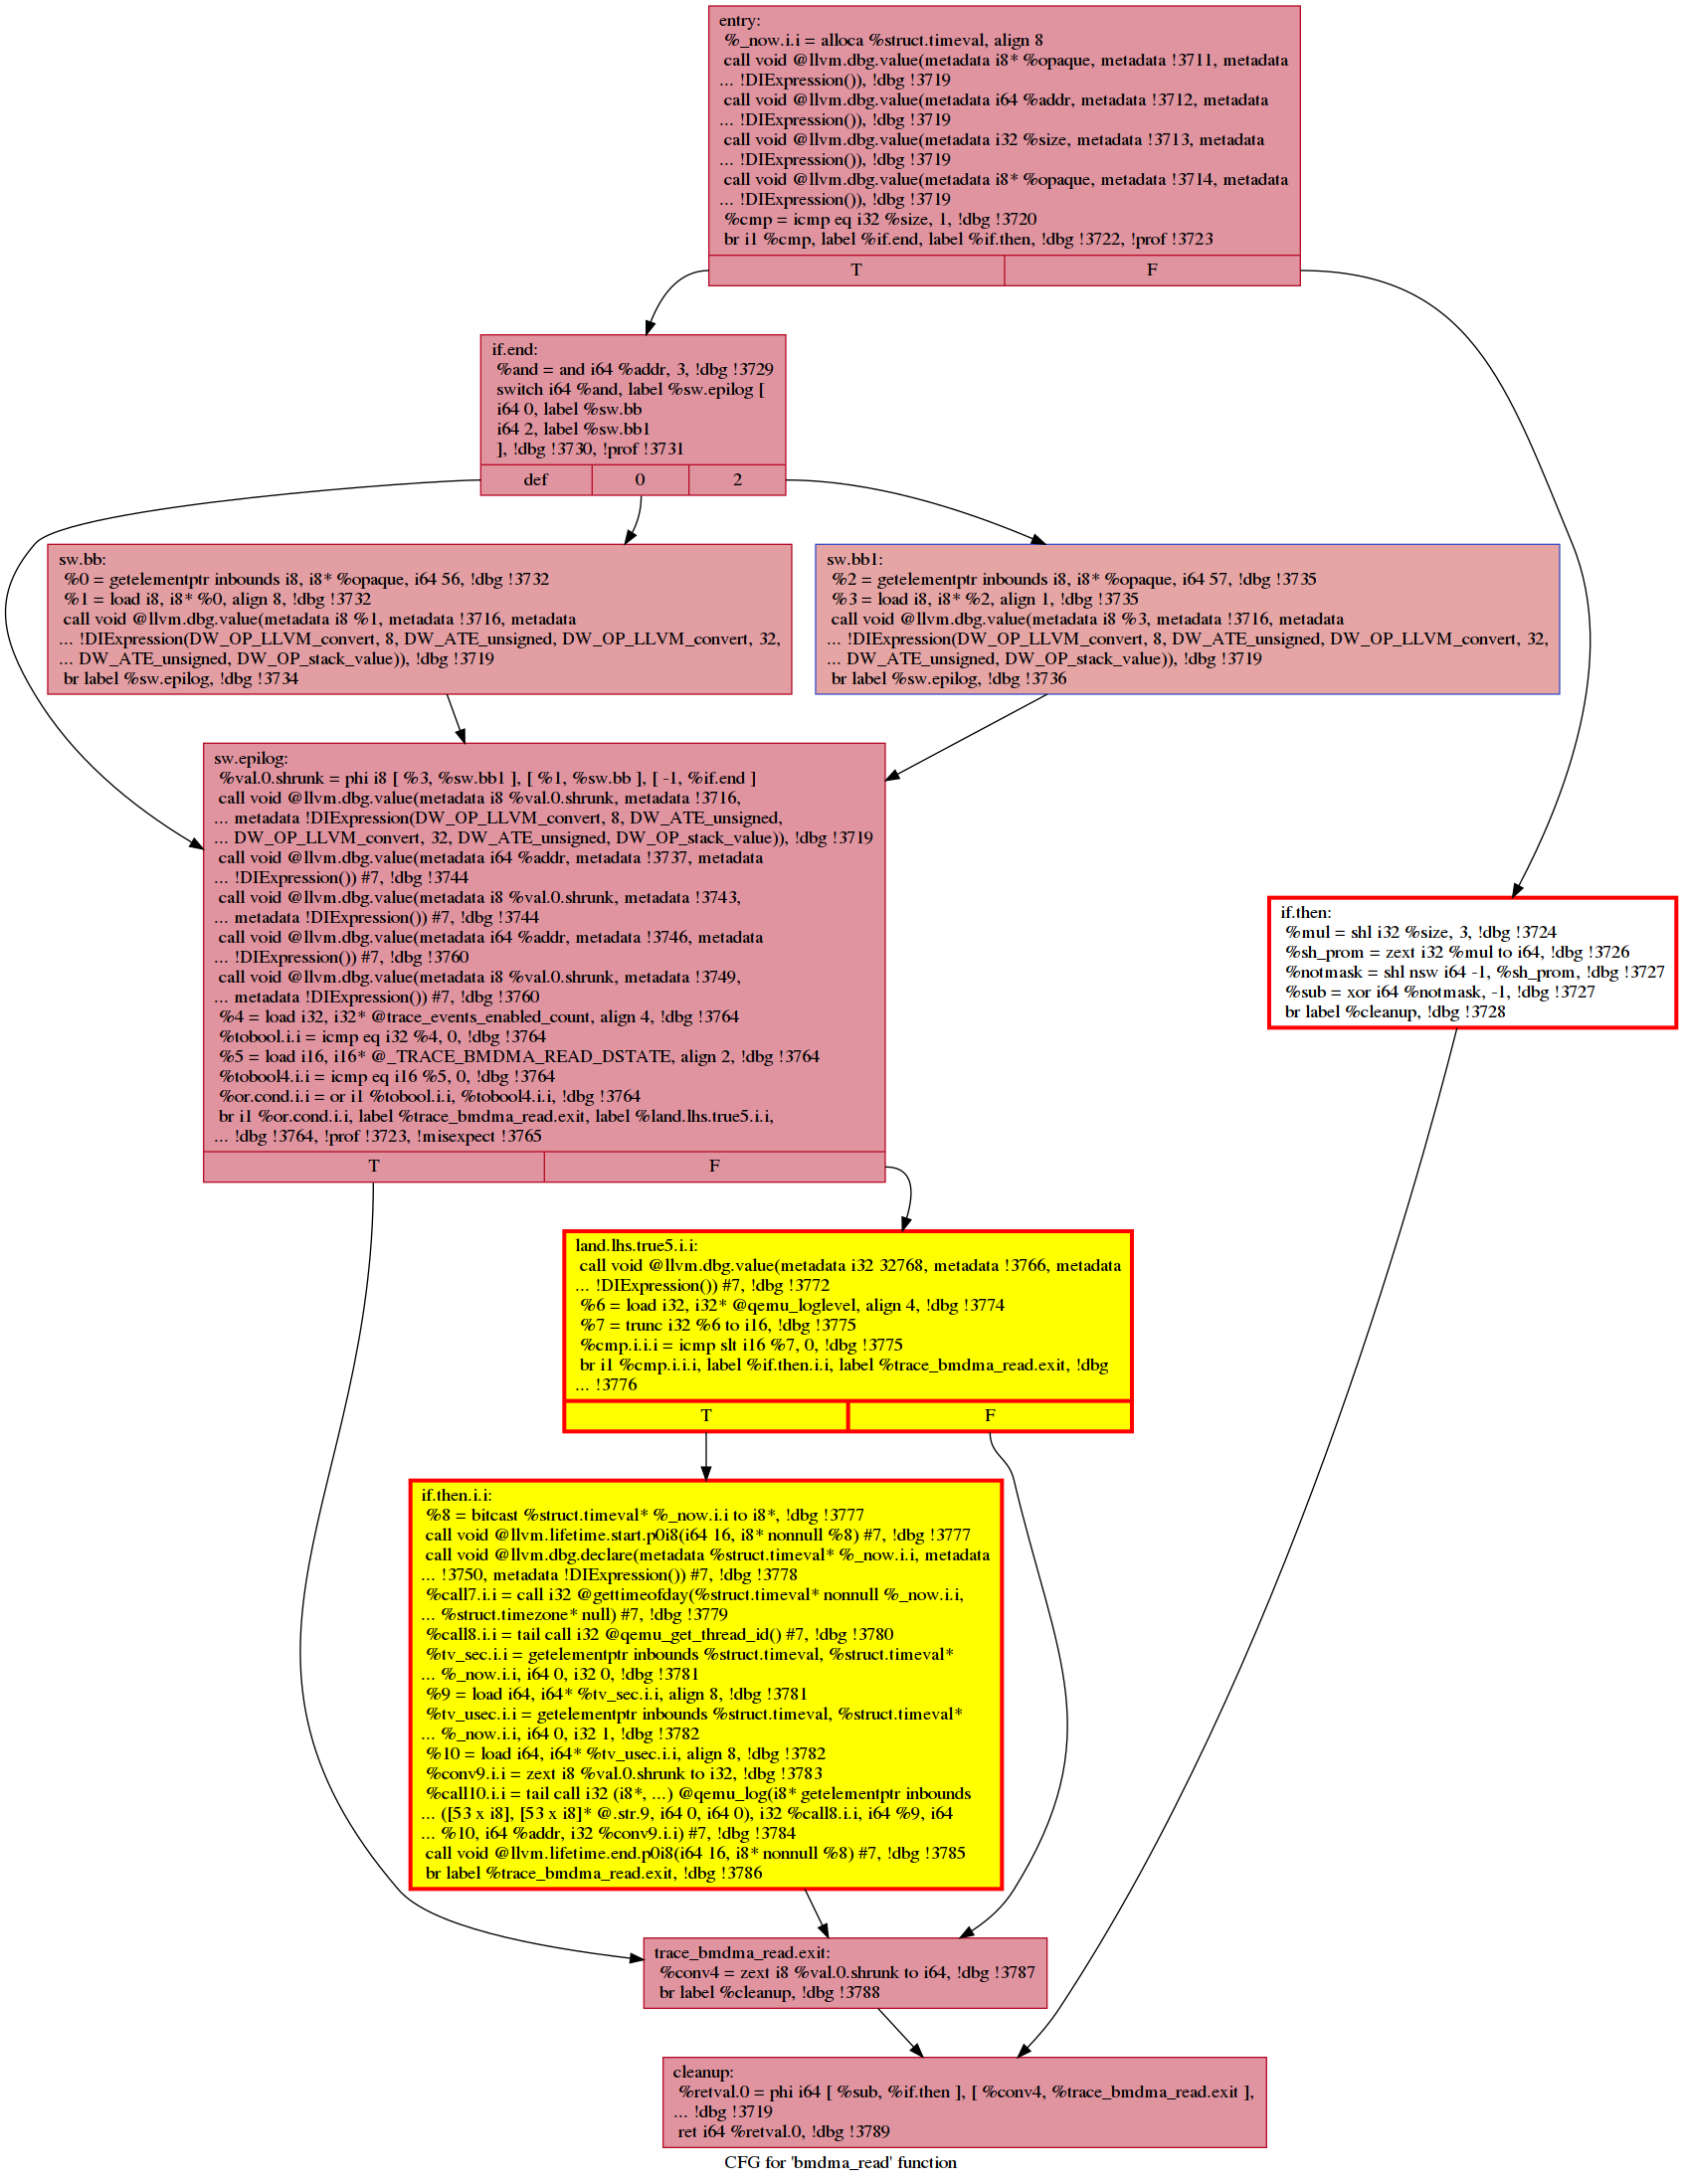 entry:
%_now.i.i = alloca %struct.timeval, align 8
call void @llvm.dbg.value(metadata i8* %opaque, metadata !3711, metadata
... !DIExpression()), !dbg !3719
call void @llvm.dbg.value(metadata i64 %addr, metadata !3712, metadata
... !DIExpression()), !dbg !3719
call void @llvm.dbg.value(metadata i32 %size, metadata !3713, metadata
... !DIExpression()), !dbg !3719
call void @llvm.dbg.value(metadata i8* %opaque, metadata !3714, metadata
... !DIExpression()), !dbg !3719
%cmp = icmp eq i32 %size, 1, !dbg !3720
br i1 %cmp, label %if.end, label %if.then, !dbg !3722, !prof !3723
T F
if.end:
%and = and i64 %addr, 3, !dbg !3729
switch i64 %and, label %sw.epilog [
i64 0, label %sw.bb
i64 2, label %sw.bb1
], !dbg !3730, !prof !3731
def 0 2
sw.bb:
%0 = getelementptr inbounds i8, i8* %opaque, i64 56, !dbg !3732
%1 = load i8, i8* %0, align 8, !dbg !3732
call void @llvm.dbg.value(metadata i8 %1, metadata !3716, metadata
... !DIExpression(DW_OP_LLVM_convert, 8, DW_ATE_unsigned, DW_OP_LLVM_convert, 32,
... DW_ATE_unsigned, DW_OP_stack_value)), !dbg !3719
br label %sw.epilog, !dbg !3734
sw.bb1:
%2 = getelementptr inbounds i8, i8* %opaque, i64 57, !dbg !3735
%3 = load i8, i8* %2, align 1, !dbg !3735
call void @llvm.dbg.value(metadata i8 %3, metadata !3716, metadata
... !DIExpression(DW_OP_LLVM_convert, 8, DW_ATE_unsigned, DW_OP_LLVM_convert, 32,
... DW_ATE_unsigned, DW_OP_stack_value)), !dbg !3719
br label %sw.epilog, !dbg !3736
sw.epilog:
%val.0.shrunk = phi i8 [ %3, %sw.bb1 ], [ %1, %sw.bb ], [ -1, %if.end ]
call void @llvm.dbg.value(metadata i8 %val.0.shrunk, metadata !3716,
... metadata !DIExpression(DW_OP_LLVM_convert, 8, DW_ATE_unsigned,
... DW_OP_LLVM_convert, 32, DW_ATE_unsigned, DW_OP_stack_value)), !dbg !3719
call void @llvm.dbg.value(metadata i64 %addr, metadata !3737, metadata
... !DIExpression()) #7, !dbg !3744
call void @llvm.dbg.value(metadata i8 %val.0.shrunk, metadata !3743,
... metadata !DIExpression()) #7, !dbg !3744
call void @llvm.dbg.value(metadata i64 %addr, metadata !3746, metadata
... !DIExpression()) #7, !dbg !3760
call void @llvm.dbg.value(metadata i8 %val.0.shrunk, metadata !3749,
... metadata !DIExpression()) #7, !dbg !3760
%4 = load i32, i32* @trace_events_enabled_count, align 4, !dbg !3764
%tobool.i.i = icmp eq i32 %4, 0, !dbg !3764
%5 = load i16, i16* @_TRACE_BMDMA_READ_DSTATE, align 2, !dbg !3764
%tobool4.i.i = icmp eq i16 %5, 0, !dbg !3764
%or.cond.i.i = or i1 %tobool.i.i, %tobool4.i.i, !dbg !3764
br i1 %or.cond.i.i, label %trace_bmdma_read.exit, label %land.lhs.true5.i.i,
... !dbg !3764, !prof !3723, !misexpect !3765
T F
if.then:
%mul = shl i32 %size, 3, !dbg !3724
%sh_prom = zext i32 %mul to i64, !dbg !3726
%notmask = shl nsw i64 -1, %sh_prom, !dbg !3727
%sub = xor i64 %notmask, -1, !dbg !3727
br label %cleanup, !dbg !3728
land.lhs.true5.i.i:
call void @llvm.dbg.value(metadata i32 32768, metadata !3766, metadata
... !DIExpression()) #7, !dbg !3772
%6 = load i32, i32* @qemu_loglevel, align 4, !dbg !3774
%7 = trunc i32 %6 to i16, !dbg !3775
%cmp.i.i.i = icmp slt i16 %7, 0, !dbg !3775
br i1 %cmp.i.i.i, label %if.then.i.i, label %trace_bmdma_read.exit, !dbg
... !3776
T F
if.then.i.i:
%8 = bitcast %struct.timeval* %_now.i.i to i8*, !dbg !3777
call void @llvm.lifetime.start.p0i8(i64 16, i8* nonnull %8) #7, !dbg !3777
call void @llvm.dbg.declare(metadata %struct.timeval* %_now.i.i, metadata
... !3750, metadata !DIExpression()) #7, !dbg !3778
%call7.i.i = call i32 @gettimeofday(%struct.timeval* nonnull %_now.i.i,
... %struct.timezone* null) #7, !dbg !3779
%call8.i.i = tail call i32 @qemu_get_thread_id() #7, !dbg !3780
%tv_sec.i.i = getelementptr inbounds %struct.timeval, %struct.timeval*
... %_now.i.i, i64 0, i32 0, !dbg !3781
%9 = load i64, i64* %tv_sec.i.i, align 8, !dbg !3781
%tv_usec.i.i = getelementptr inbounds %struct.timeval, %struct.timeval*
... %_now.i.i, i64 0, i32 1, !dbg !3782
%10 = load i64, i64* %tv_usec.i.i, align 8, !dbg !3782
%conv9.i.i = zext i8 %val.0.shrunk to i32, !dbg !3783
%call10.i.i = tail call i32 (i8*, ...) @qemu_log(i8* getelementptr inbounds
... ([53 x i8], [53 x i8]* @.str.9, i64 0, i64 0), i32 %call8.i.i, i64 %9, i64
... %10, i64 %addr, i32 %conv9.i.i) #7, !dbg !3784
call void @llvm.lifetime.end.p0i8(i64 16, i8* nonnull %8) #7, !dbg !3785
br label %trace_bmdma_read.exit, !dbg !3786
trace_bmdma_read.exit:
%conv4 = zext i8 %val.0.shrunk to i64, !dbg !3787
br label %cleanup, !dbg !3788
cleanup:
%retval.0 = phi i64 [ %sub, %if.then ], [ %conv4, %trace_bmdma_read.exit ],
... !dbg !3719
ret i64 %retval.0, !dbg !3789
CFG for 'bmdma_read' function